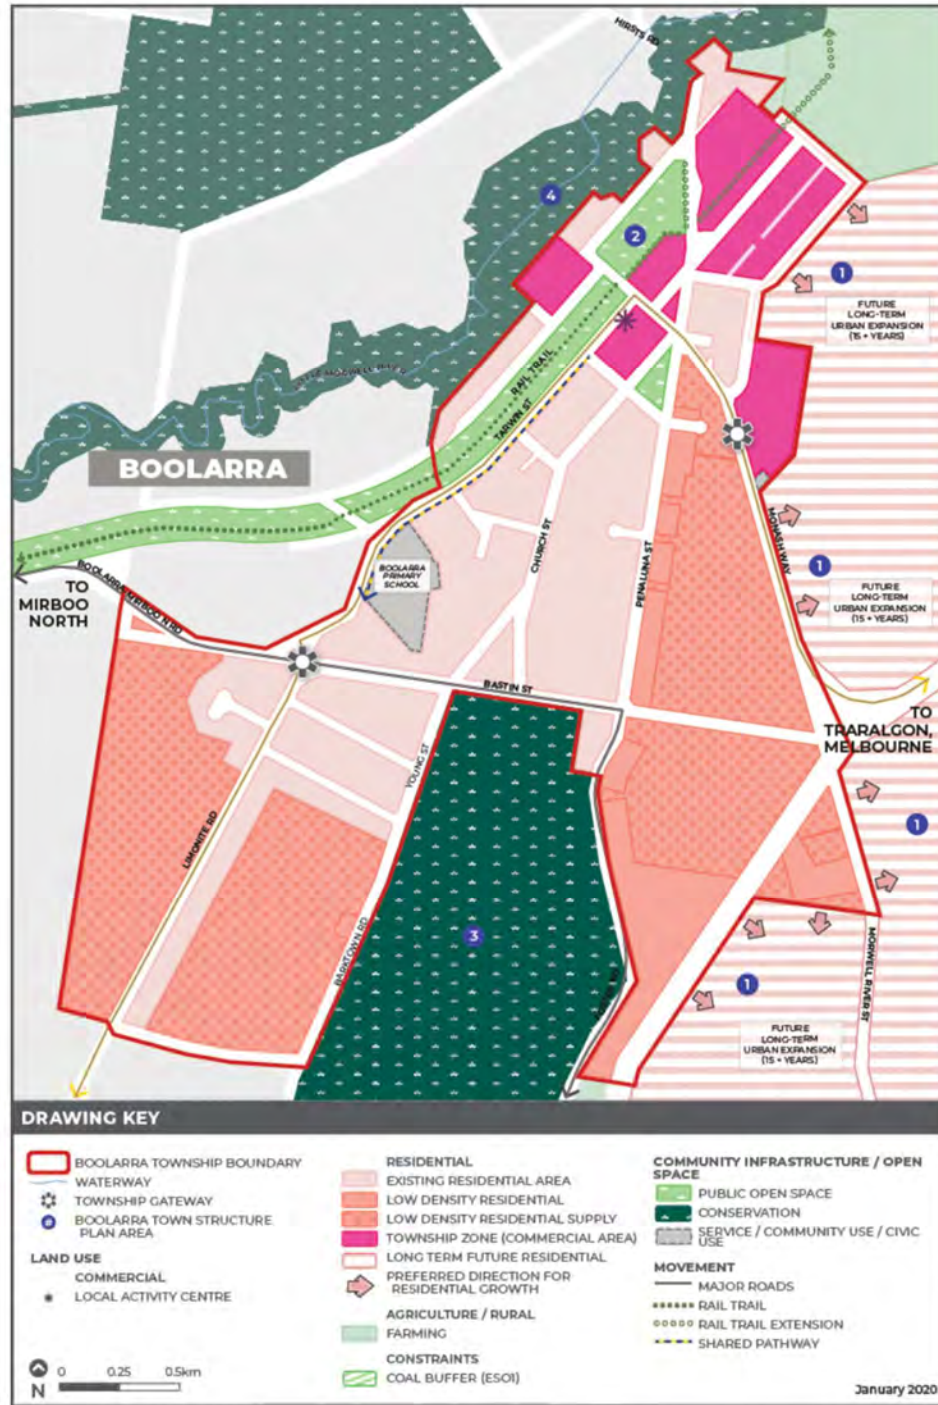 HIRSTS RD
4
2
1
FUTURE
LONG-TERM
URBAN EXPANSION
(15 + YEARS)
RAIL TRAIL
TARWIN ST
BOOLARRA
MONASH WAY
CHURCH ST
PENALUNA ST
BOOLARRA
PRIMARY
SCHOOL
1
FUTURE
LONG-TERM
URBAN EXPANSION
(15 + YEARS)
BOOLARRA MIRBOO N RD
TO
MIRBOO
NORTH
BASTIN ST
TO
TRARALGON,
MELBOURNE
YOUNG ST
LIMONITE RD
1
3
DARKTOWN RD
MORWELL RIVER ST
1
FUTURE
LONG-TERM
URBAN EXPANSION
(15 + YEARS)
DRAWING KEY
BOOLARRA TOWNSHIP BOUNDARY
WATERWAY
TOWNSHIP GATEWAY
#
BOOLARRA TOWN STRUCTURE
PLAN AREA
LAND USE
COMMERCIAL
LOCAL ACTIVITY CENTRE
N
0 0.25 0.5km
RESIDENTIAL
EXISTING RESIDENTIAL AREA
LOW DENSITY RESIDENTIAL
LOW DENSITY RESIDENTIAL SUPPLY
TOWNSHIP ZONE (COMMERCIAL AREA)
LONG TERM FUTURE RESIDENTIAL
PREFERRED DIRECTION FOR
RESIDENTIAL GROWTH
AGRICULTURE / RURAL
FARMING
CONSTRAINTS
COAL BUFFER (ESO1)
COMMUNITY INFRASTRUCTURE / OPEN
SPACE
PUBLIC OPEN SPACE
CONSERVATION
SERVICE / COMMUNITY USE / CIVIC
USE
MOVEMENT
MAJOR ROADS
RAIL TRAIL
RAIL TRAIL EXTENSION
SHARED PATHWAY
January 2020